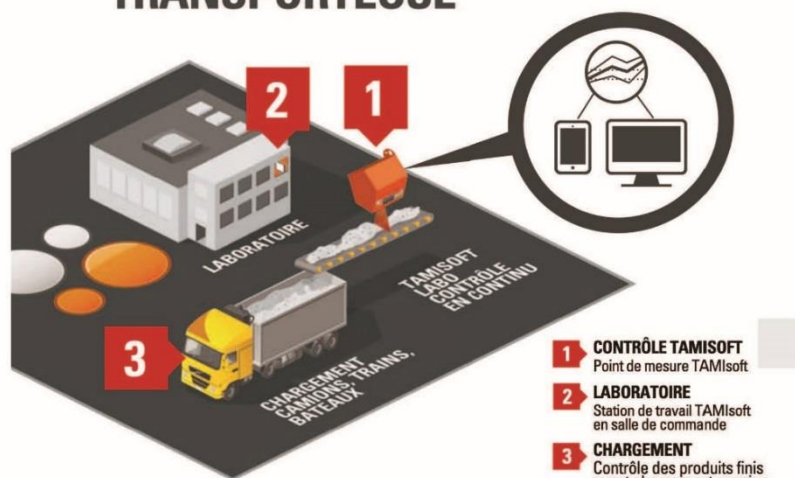 TRANSPORTEUSE
2
1
LABORATOIRE
TAMISOFT
LABO
CONTRÔLE
EN CONTINU
3
CHARGEMENT
CAMIONS, TRAINS,
BATEAUX
1 CONTRÔLE TAMISOFT
Point de mesure TAMIsoft
2 LABORATOIRE
Station de travail TAMIsoft
en salle de commande
3 CHARGEMENT
Contrôle des produits finis